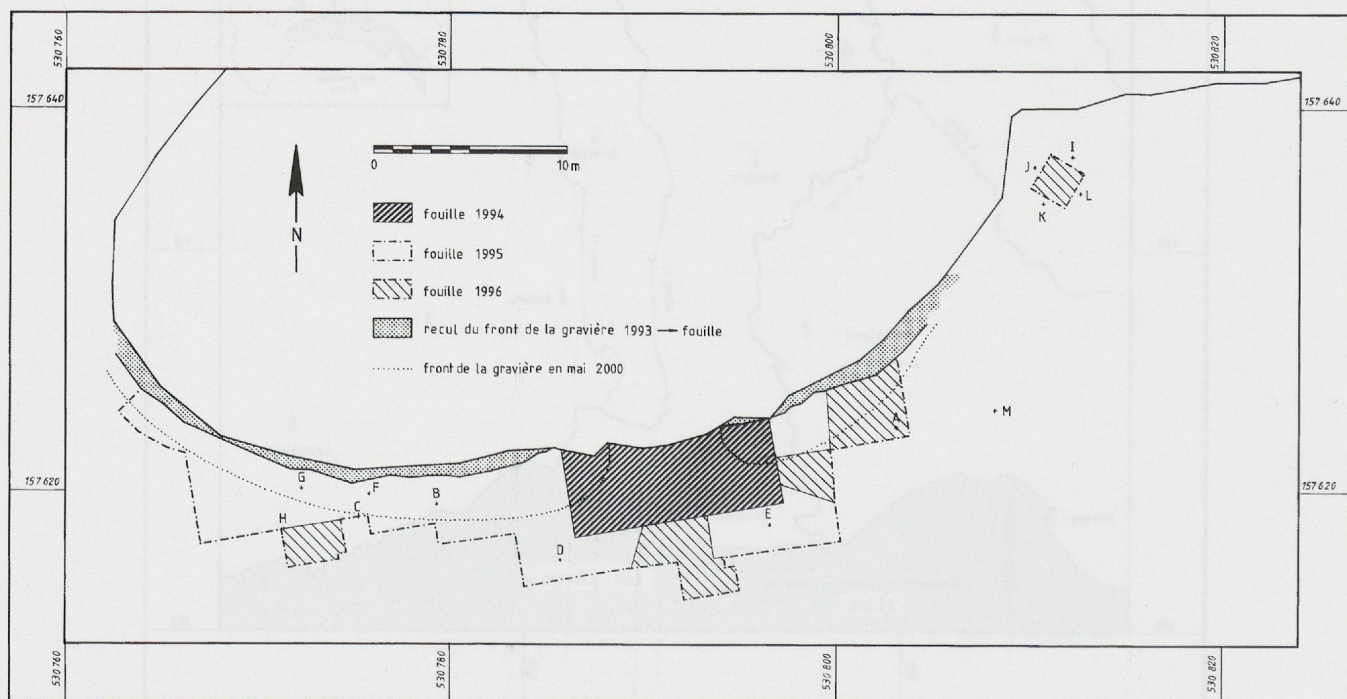 530 760
530 780
530 800
530 820
157 640
157 640
0 10 m
N
fouille 1994
fouille 1995
fouille 1996
recul du front de la gravière 1993 → fouille
front de la gravière en mai 2000
I
J
L
K
M
A
G
F
B
C
H
E
D
157 620
157 620
530 760
530 780
530 800
530 820